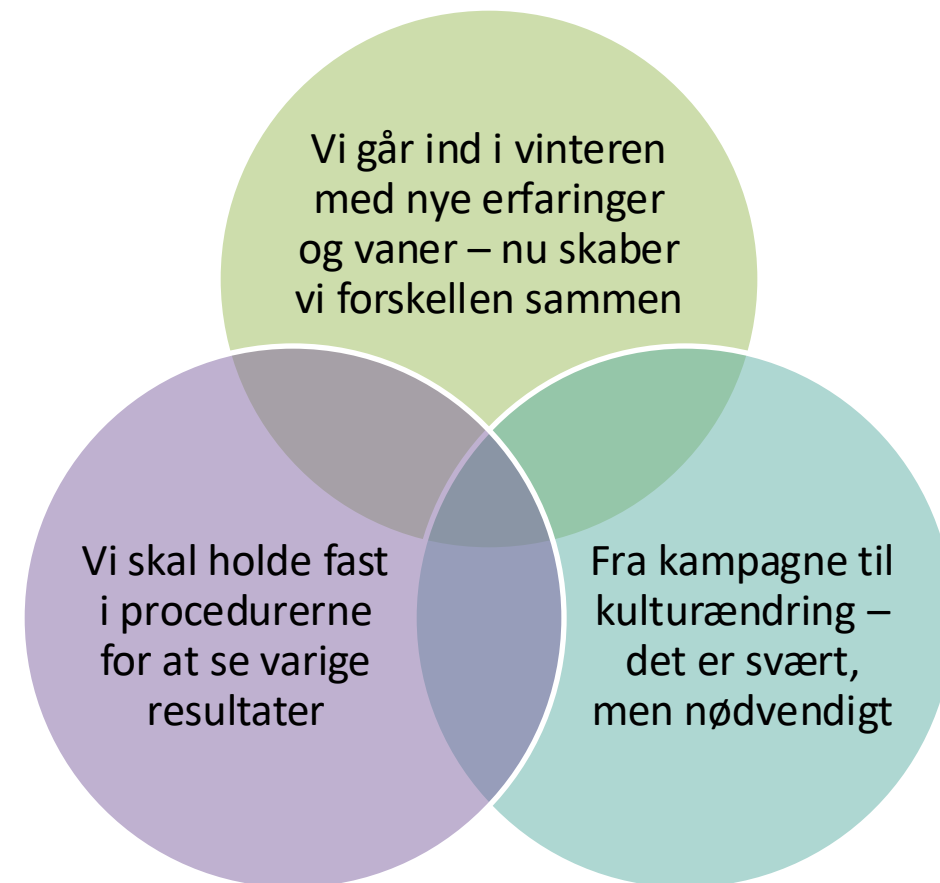 Vi går ind i vinteren
med nye erfaringer
og vaner – nu skaber
vi forskellen sammen
Vi skal holde fast
i procedurerne
for at se varige
resultater
Fra kampagne til
kulturændring –
det er svært,
men nødvendigt